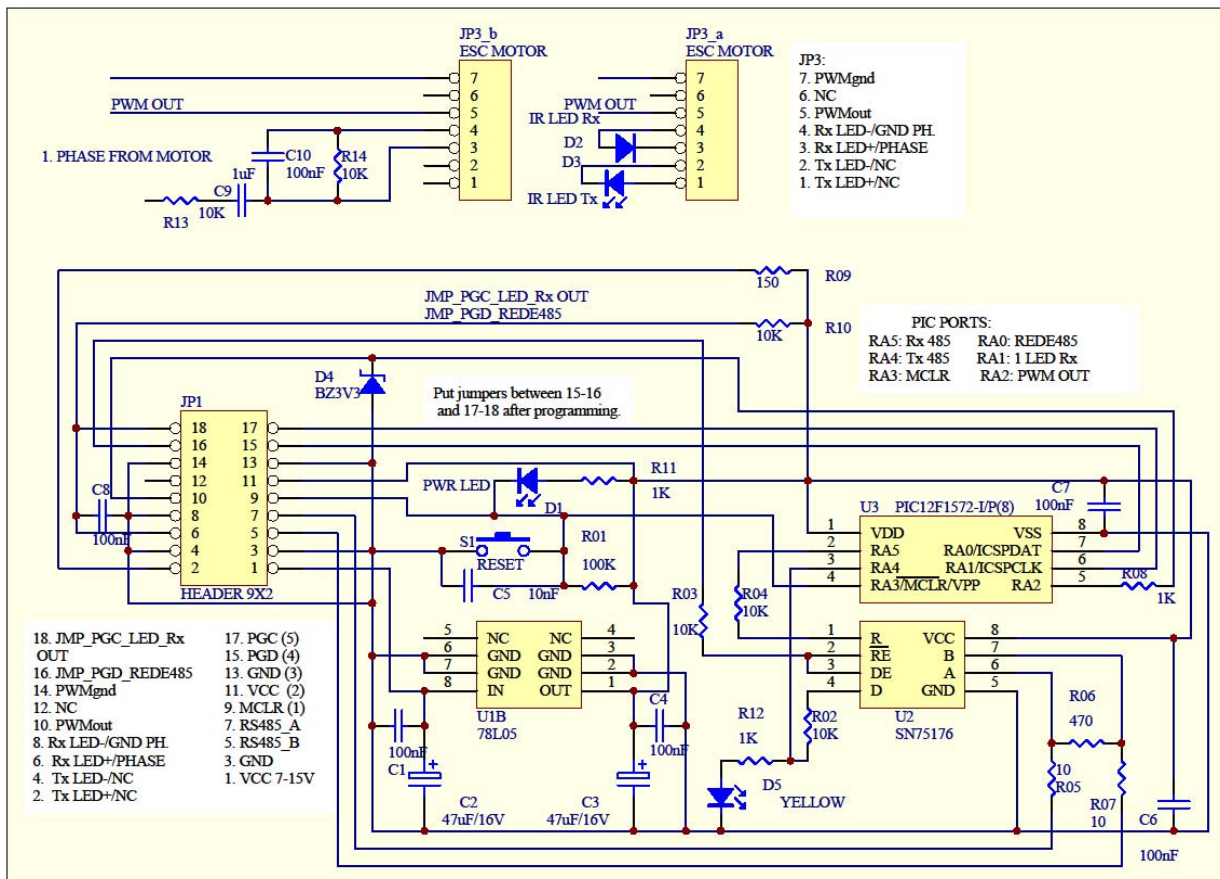 JP3_b
ESC MOTOR
7
6
5
4
3
2
1
PWM OUT
1. PHASE FROM MOTOR
C10
100nF
R14
10K
1uF
C9
10K
R13
JP3_a
ESC MOTOR
7
6
5
4
3
2
1
PWM OUT
IR LED Rx
D2
D3
IR LED Tx
JP3:
7. PWMgnd
6. NC
5. PWMout
4. Rx LED-/GND PH.
3. Rx LED+/PHASE
2. Tx LED-/NC
1. Tx LED+/NC
150
R09
JMP_PGC_LED_Rx OUT
JMP_PGD_REDE485
10K
R10
PIC PORTS:
RA5: Rx 485 RA0: REDE485
RA4: Tx 485 RA1: 1 LED Rx
RA3: MCLR RA2: PWM OUT
D4
BZ3V3
Put jumpers between 15-16
and 17-18 after programming.
JP1
18 17
16 15
14 13
12 11
10 9
8 7
6 5
4 3
2 1
HEADER 9X2
C8
100nF
PWR LED
D1
R11
1K
S1
RESET
R01
100K
C5
10nF
C7
100nF
U3 PIC12F1572-I/P(8)
1 VDD VSS 8
2 RA5 RA0/ICSPDAT 7
3 RA4 RA1/ICSPCLK 6
4 RA3/MCLR/VPP RA2 5
R08
1K
R03
10K
R04
10K
5 NC NC 4
6 GND GND 3
7 GND GND 2
8 IN OUT 1
U1B
78L05
1 R VCC 8
2 RE B 7
3 DE A 6
4 D GND 5
U2
SN75176
18. JMP_PGC_LED_Rx
OUT
16. JMP_PGD_REDE485
14. PWMgnd
12. NC
10. PWMout
8. Rx LED-/GND PH.
6. Rx LED+/PHASE
4. Tx LED-/NC
2. Tx LED+/NC
17. PGC (5)
15. PGD (4)
13. GND (3)
11. VCC (2)
9. MCLR (1)
7. RS485_A
5. RS485_B
3. GND
1. VCC 7-15V
100nF
C1
C2
47uF/16V
C4
100nF
C3
47uF/16V
R12
1K
R02
10K
D5
YELLOW
R06
470
10
R05
R07
10
C6
100nF